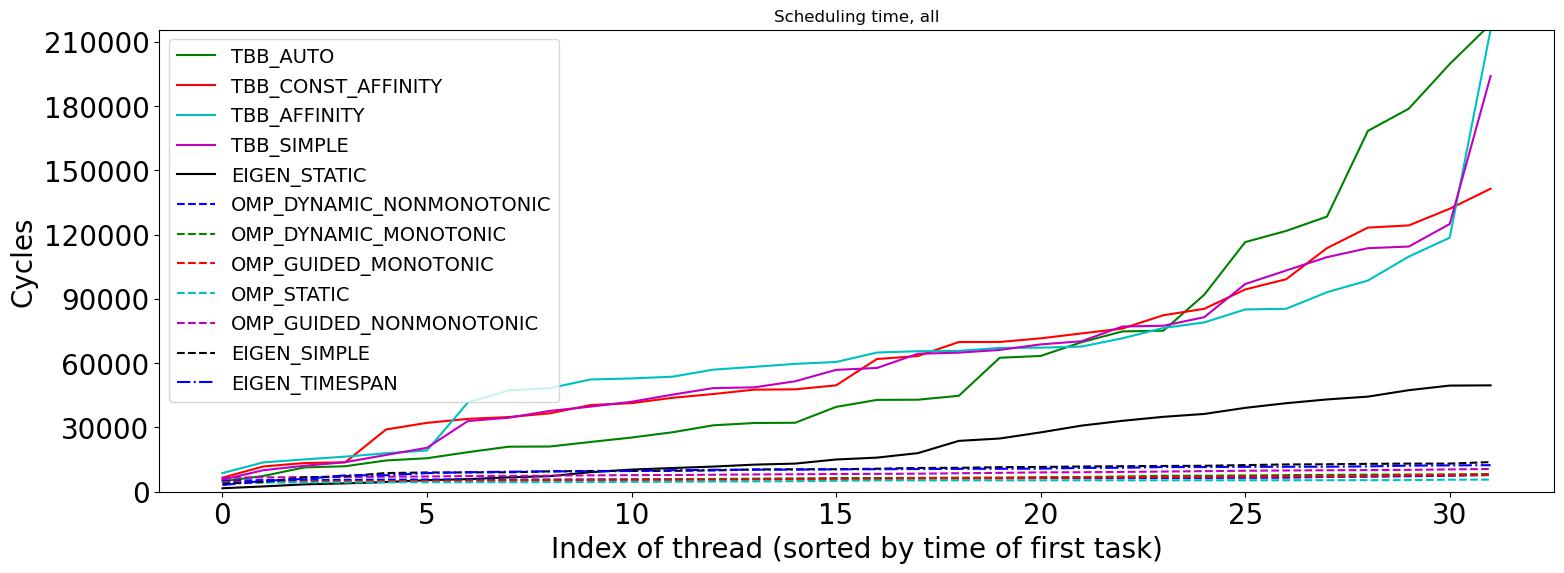 Scheduling time, all
210000
180000
150000
120000
90000
60000
30000
0
Cycles
TBB_AUTO
TBB_CONST_AFFINITY
TBB_AFFINITY
TBB_SIMPLE
EIGEN_STATIC
OMP_DYNAMIC_NONMONOTONIC
OMP_DYNAMIC_MONOTONIC
OMP_GUIDED_MONOTONIC
OMP_STATIC
OMP_GUIDED_NONMONOTONIC
EIGEN_SIMPLE
EIGEN_TIMESPAN
0 5 10 15 20 25 30
Index of thread (sorted by time of first task)